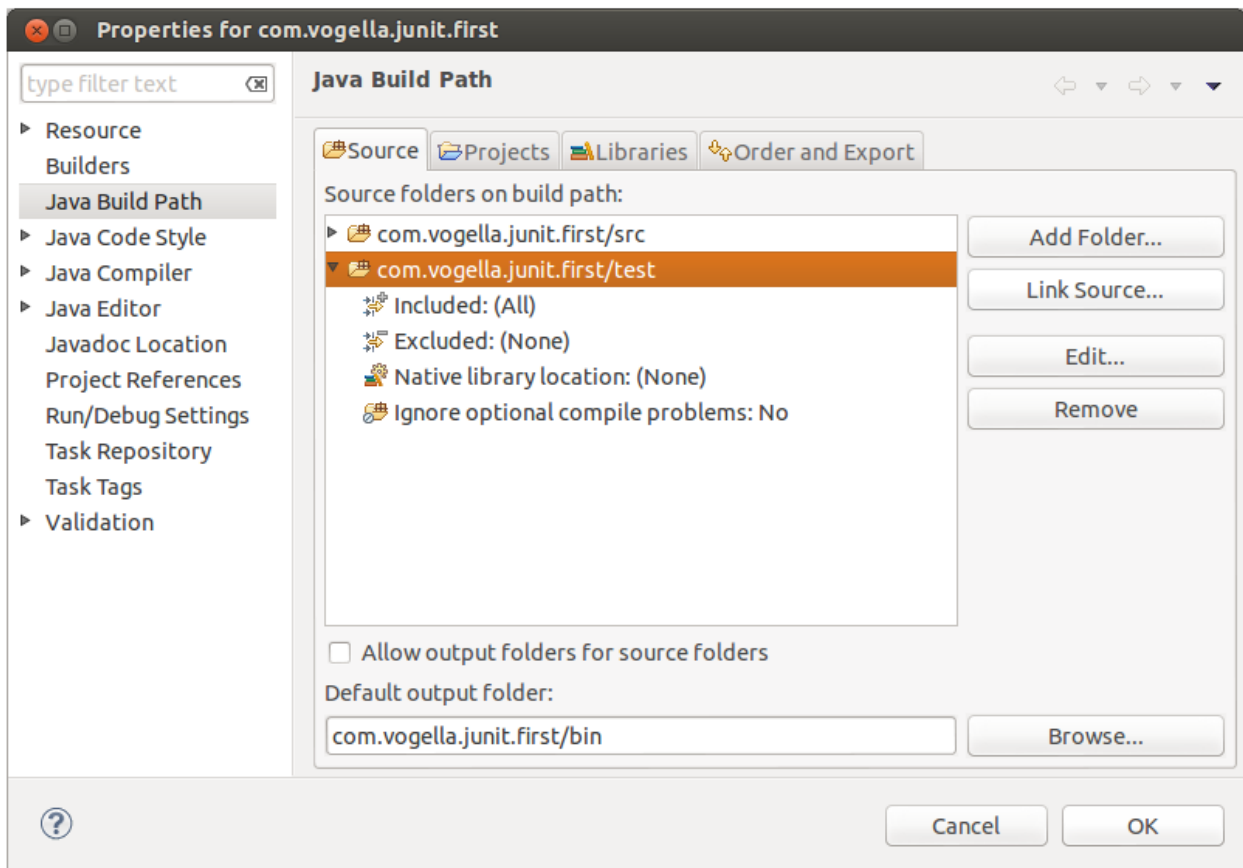 Properties for com.vogella.junit.first
type filter text
Resource
Builders
Java Build Path
Java Code Style
Java Compiler
Java Editor
Javadoc Location
Project References
Run/Debug Settings
Task Repository
Task Tags
Validation
Java Build Path
Source Projects Libraries Order and Export
Source folders on build path:
com.vogella.junit.first/src
com.vogella.junit.first/test
Included: (All)
Excluded: (None)
Native library location: (None)
Ignore optional compile problems: No
Add Folder...
Link Source...
Edit...
Remove
Allow output folders for source folders
Default output folder:
com.vogella.junit.first/bin
Browse...
?
Cancel OK